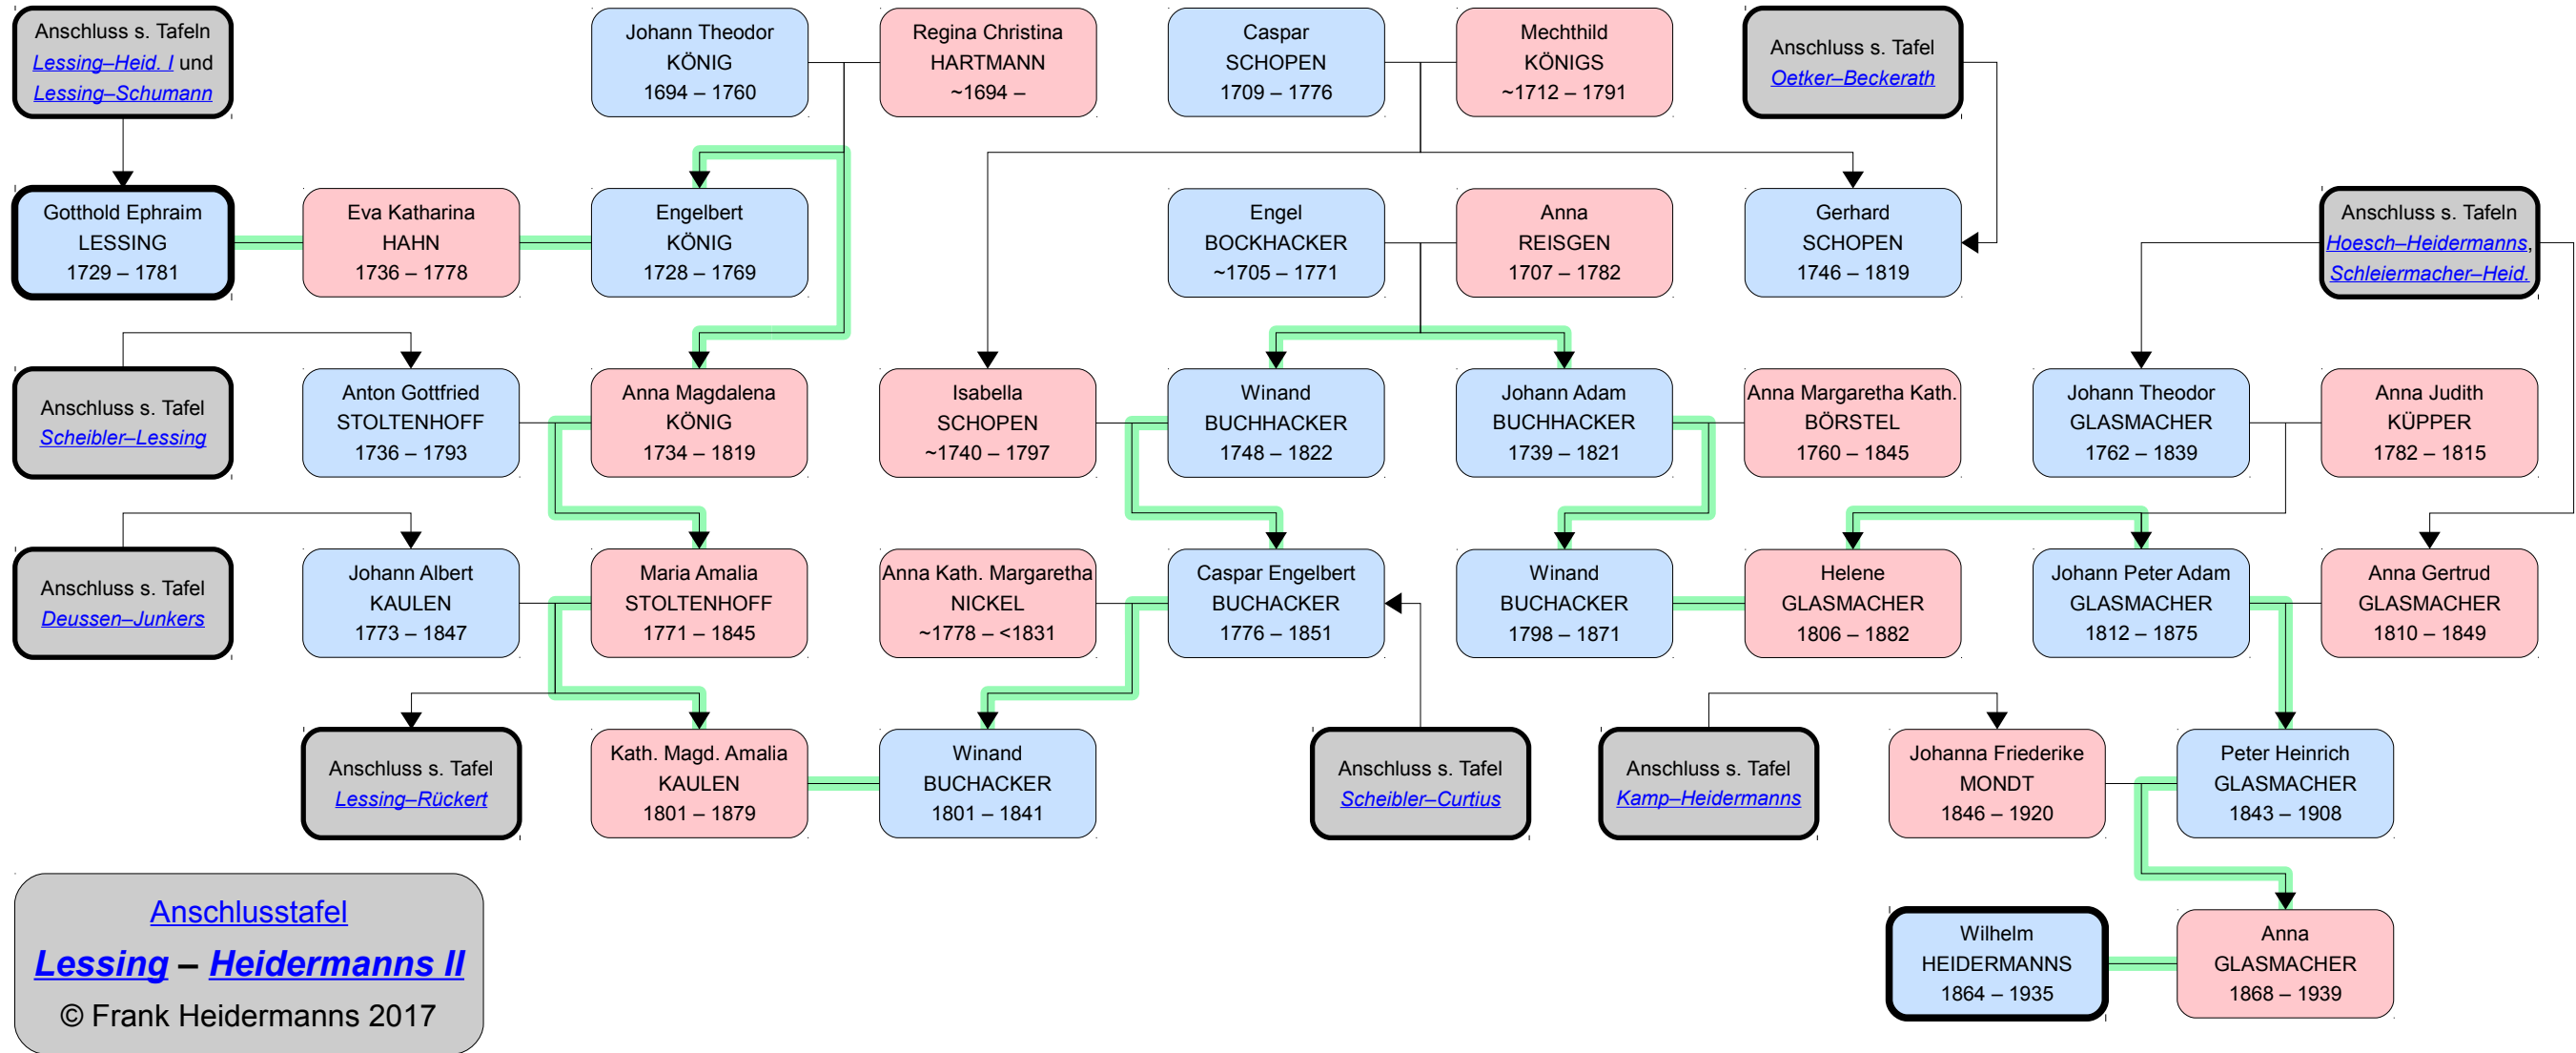 Anschluss s. Tafeln
Lessing–Heid. I und
Lessing–Schumann
Johann Theodor
KÖNIG
1694 – 1760
Regina Christina
HARTMANN
~1694 –
Caspar
SCHOPEN
1709 – 1776
Mechthild
KÖNIGS
~1712 – 1791
Anschluss s. Tafel
Oetker–Beckerath
Gotthold Ephraim
LESSING
1729 – 1781
Eva Katharina
HAHN
1736 – 1778
Engelbert
KÖNIG
1728 – 1769
Engel
BOCKHACKER
~1705 – 1771
Anna
REISGEN
1707 – 1782
Gerhard
SCHOPEN
1746 – 1819
Anschluss s. Tafeln
Hoesch–Heidermanns,
Schleiermacher–Heid.
Anschluss s. Tafel
Scheibler–Lessing
Anton Gottfried
STOLTENHOFF
1736 – 1793
Anna Magdalena
KÖNIG
1734 – 1819
Isabella
SCHOPEN
~1740 – 1797
Winand
BUCHHACKER
1748 – 1822
Johann Adam
BUCHHACKER
1739 – 1821
Anna Margaretha Kath.
BÖRSTEL
1760 – 1845
Johann Theodor
GLASMACHER
1762 – 1839
Anna Judith
KÜPPER
1782 – 1815
Anschluss s. Tafel
Deussen–Junkers
Johann Albert
KAULEN
1773 – 1847
Maria Amalia
STOLTENHOFF
1771 – 1845
Anna Kath. Margaretha
NICKEL
~1778 – <1831
Caspar Engelbert
BUCHACKER
1776 – 1851
Winand
BUCHACKER
1798 – 1871
Helene
GLASMACHER
1806 – 1882
Johann Peter Adam
GLASMACHER
1812 – 1875
Anna Gertrud
GLASMACHER
1810 – 1849
Anschluss s. Tafel
Lessing–Rückert
Kath. Magd. Amalia
KAULEN
1801 – 1879
Winand
BUCHACKER
1801 – 1841
Anschluss s. Tafel
Scheibler–Curtius
Anschluss s. Tafel
Kamp–Heidermanns
Johanna Friederike
MONDT
1846 – 1920
Peter Heinrich
GLASMACHER
1843 – 1908
Anschlusstafel
Lessing – Heidermanns II
© Frank Heidermanns 2017
Wilhelm
HEIDERMANNS
1864 – 1935
Anna
GLASMACHER
1868 – 1939